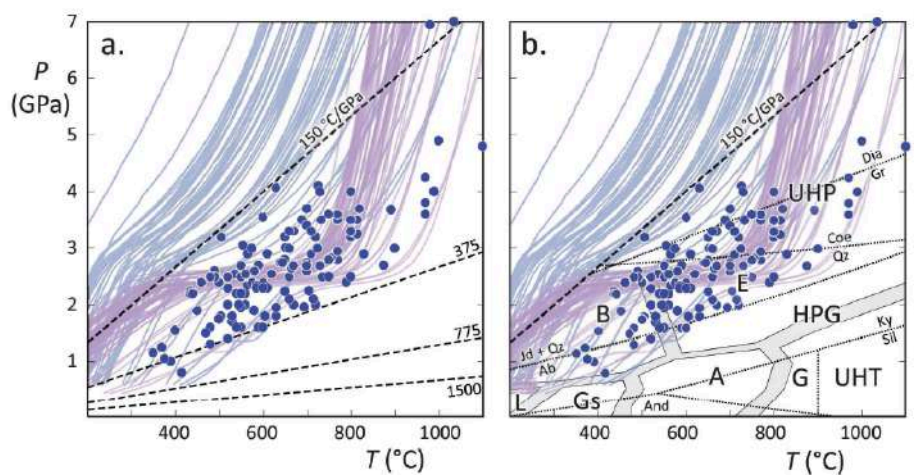 a.
b.
7
P
(GPa)
6
5
4
3
2
1
150 °C/GPa
375
775
1500
400
600
800
1000
T (°C)
150 °C/GPa
Dia
Gr
UHP
Coe
Qz
E
B
HPG
Jd + Qz
Ab
Ky
Sil
A
G
UHT
L
Gs
And
200
400
600
800
1000
T (°C)